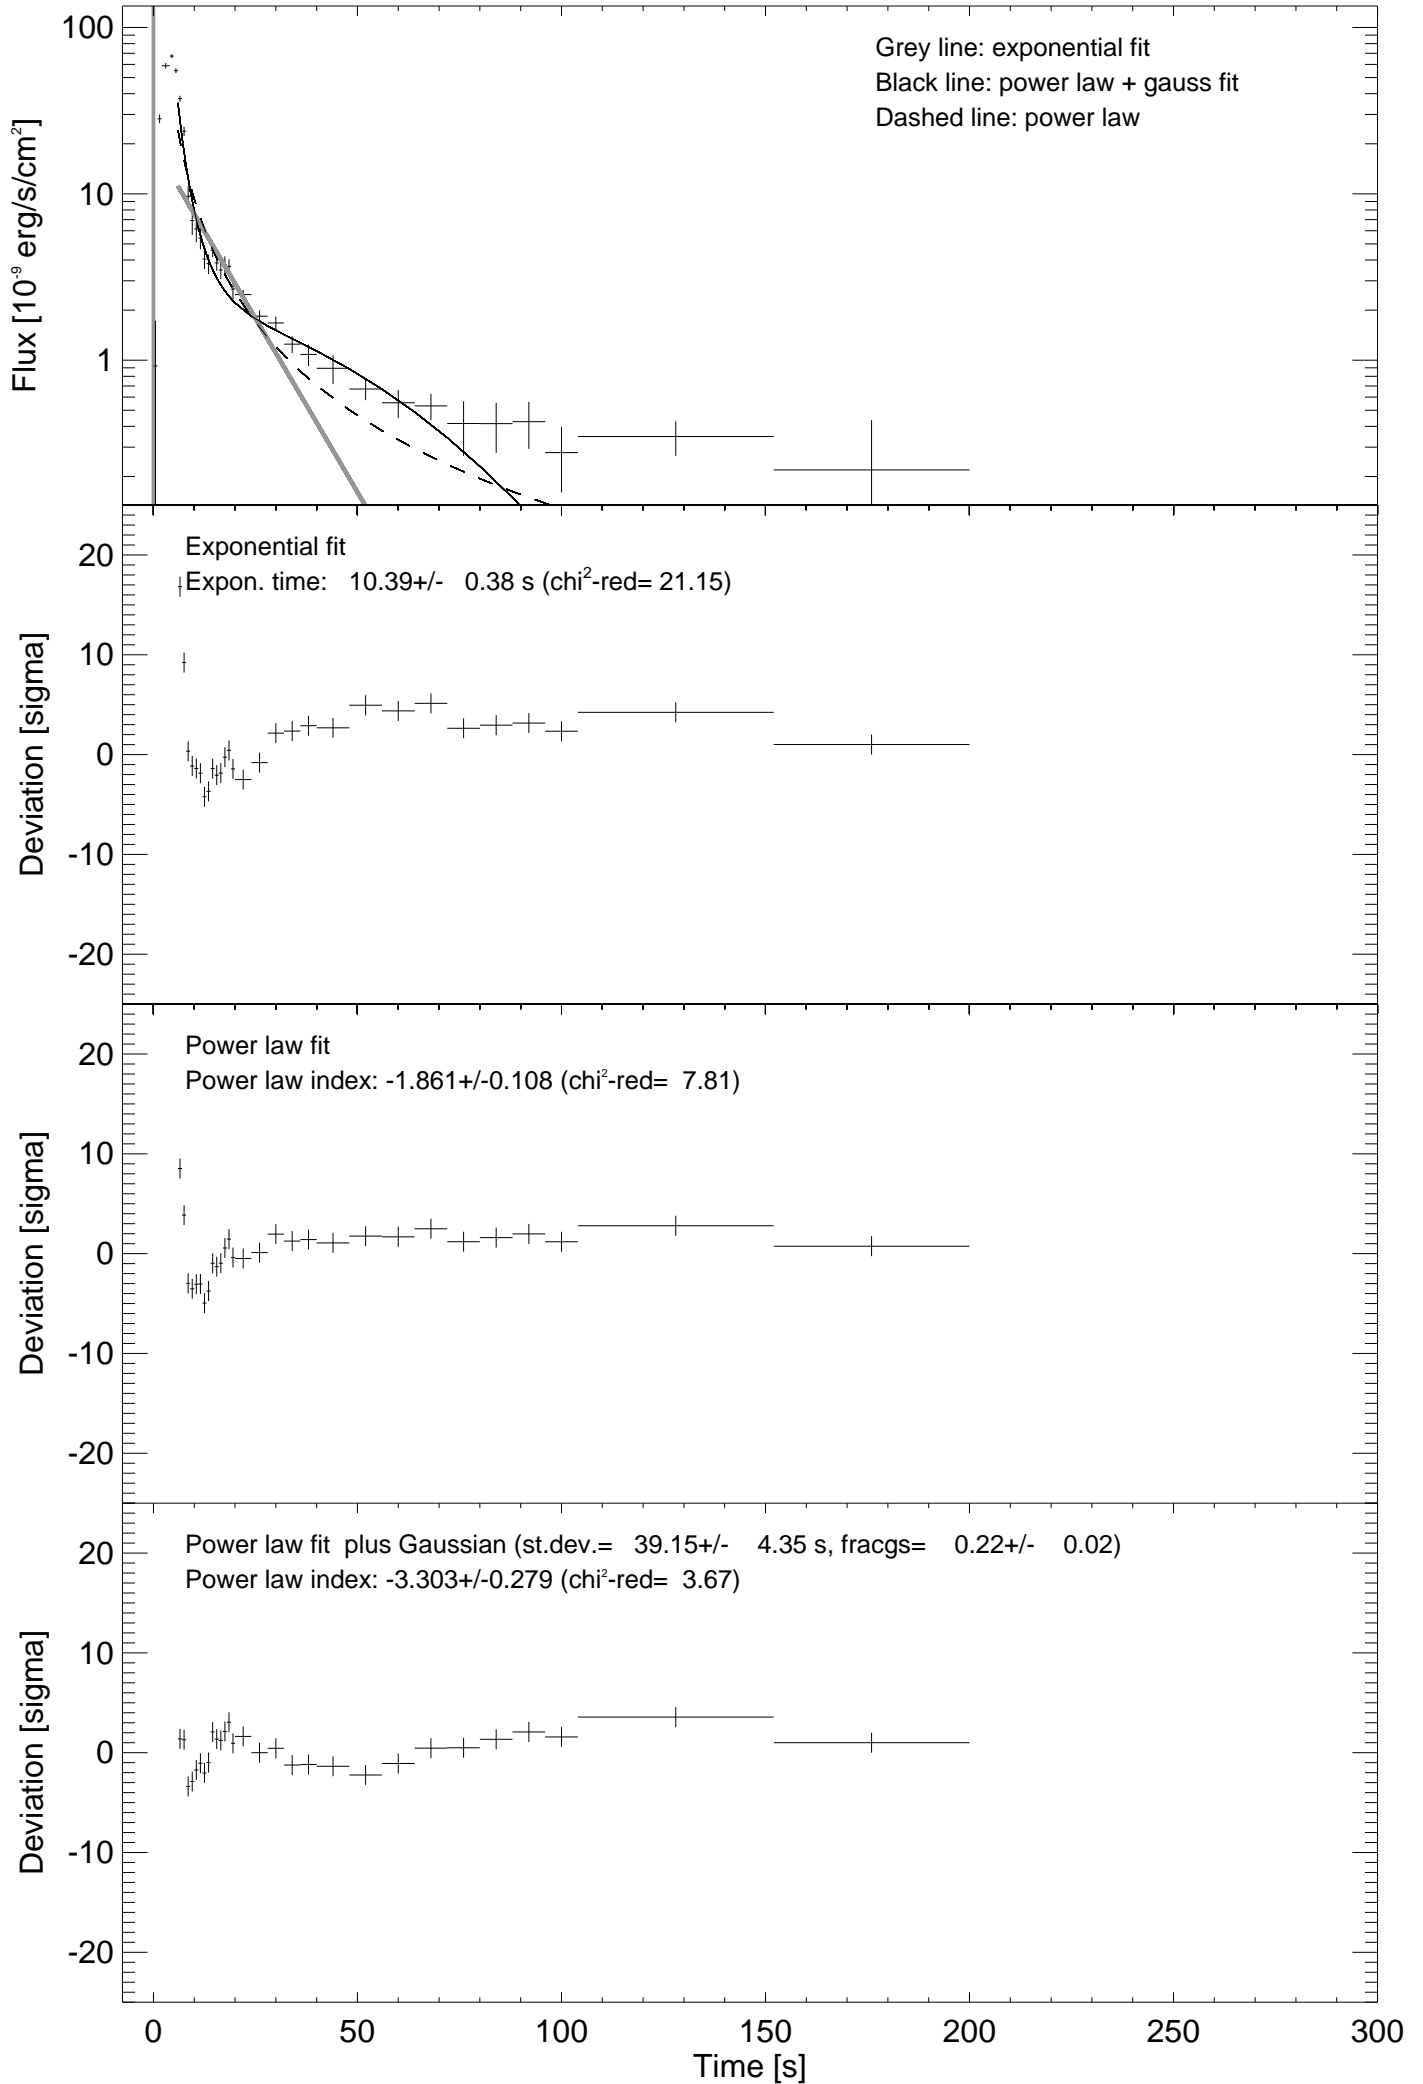 Grey line: exponential fit
Black line: power law + gauss fit
Dashed line: power law
100
10
1
Flux [10⁻⁹ erg/s/cm²]
Exponential fit
Expon. time: 10.39+/- 0.38 s (chi²-red= 21.15)
20
10
0
-10
-20
Deviation [sigma]
Power law fit
Power law index: -1.861+/-0.108 (chi²-red= 7.81)
20
10
0
-10
-20
Deviation [sigma]
Power law fit plus Gaussian (st.dev.= 39.15+/- 4.35 s, fracgs= 0.22+/- 0.02)
Power law index: -3.303+/-0.279 (chi²-red= 3.67)
20
10
0
-10
-20
Deviation [sigma]
0 50 100 150 200 250 300
Time [s]